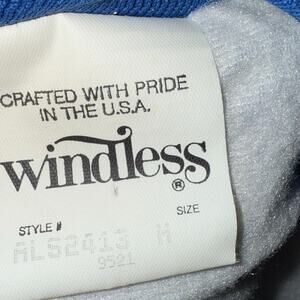 CRAFTED WITH PRIDE
IN THE U.S.A.
windless®
STYLE # SIZE
ALS2413 M
9521